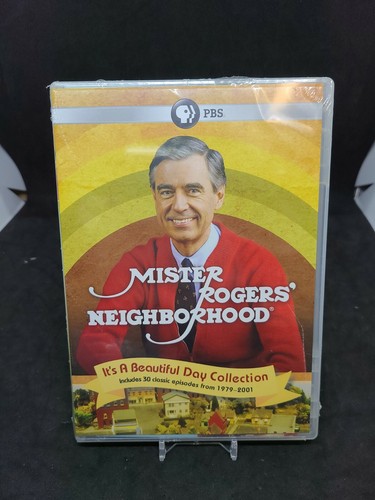 PBS
MISTER
ROGERS'
NEIGHBORHOOD®
It's A Beautiful Day Collection
Includes 30 classic episodes from 1979-2001